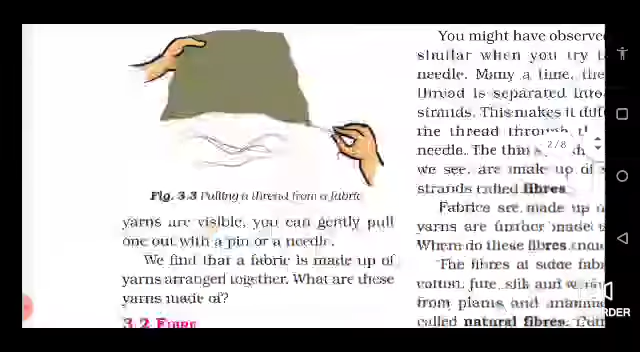 Fig. 3.3 Pulling a thread from a fabric
yarns are visible, you can gently pull
one out with a pin or a needle.
We find that a fabric is made up of
yarns arranged together. What are these
yarns made of?
3.2 FIBRE
You might have observe
similar when you try t
needle. Many a time, the
thread is separated into
strands. This makes it diff
the thread through t
needle. The thin
we see, are made up of s
strands called fibres.
Fabrics are made up o
yarns are further made
Where do these fibres
The fibres of some fab
cotton, jute, silk and
from plants and
called natural fibres.
2/8
RDER